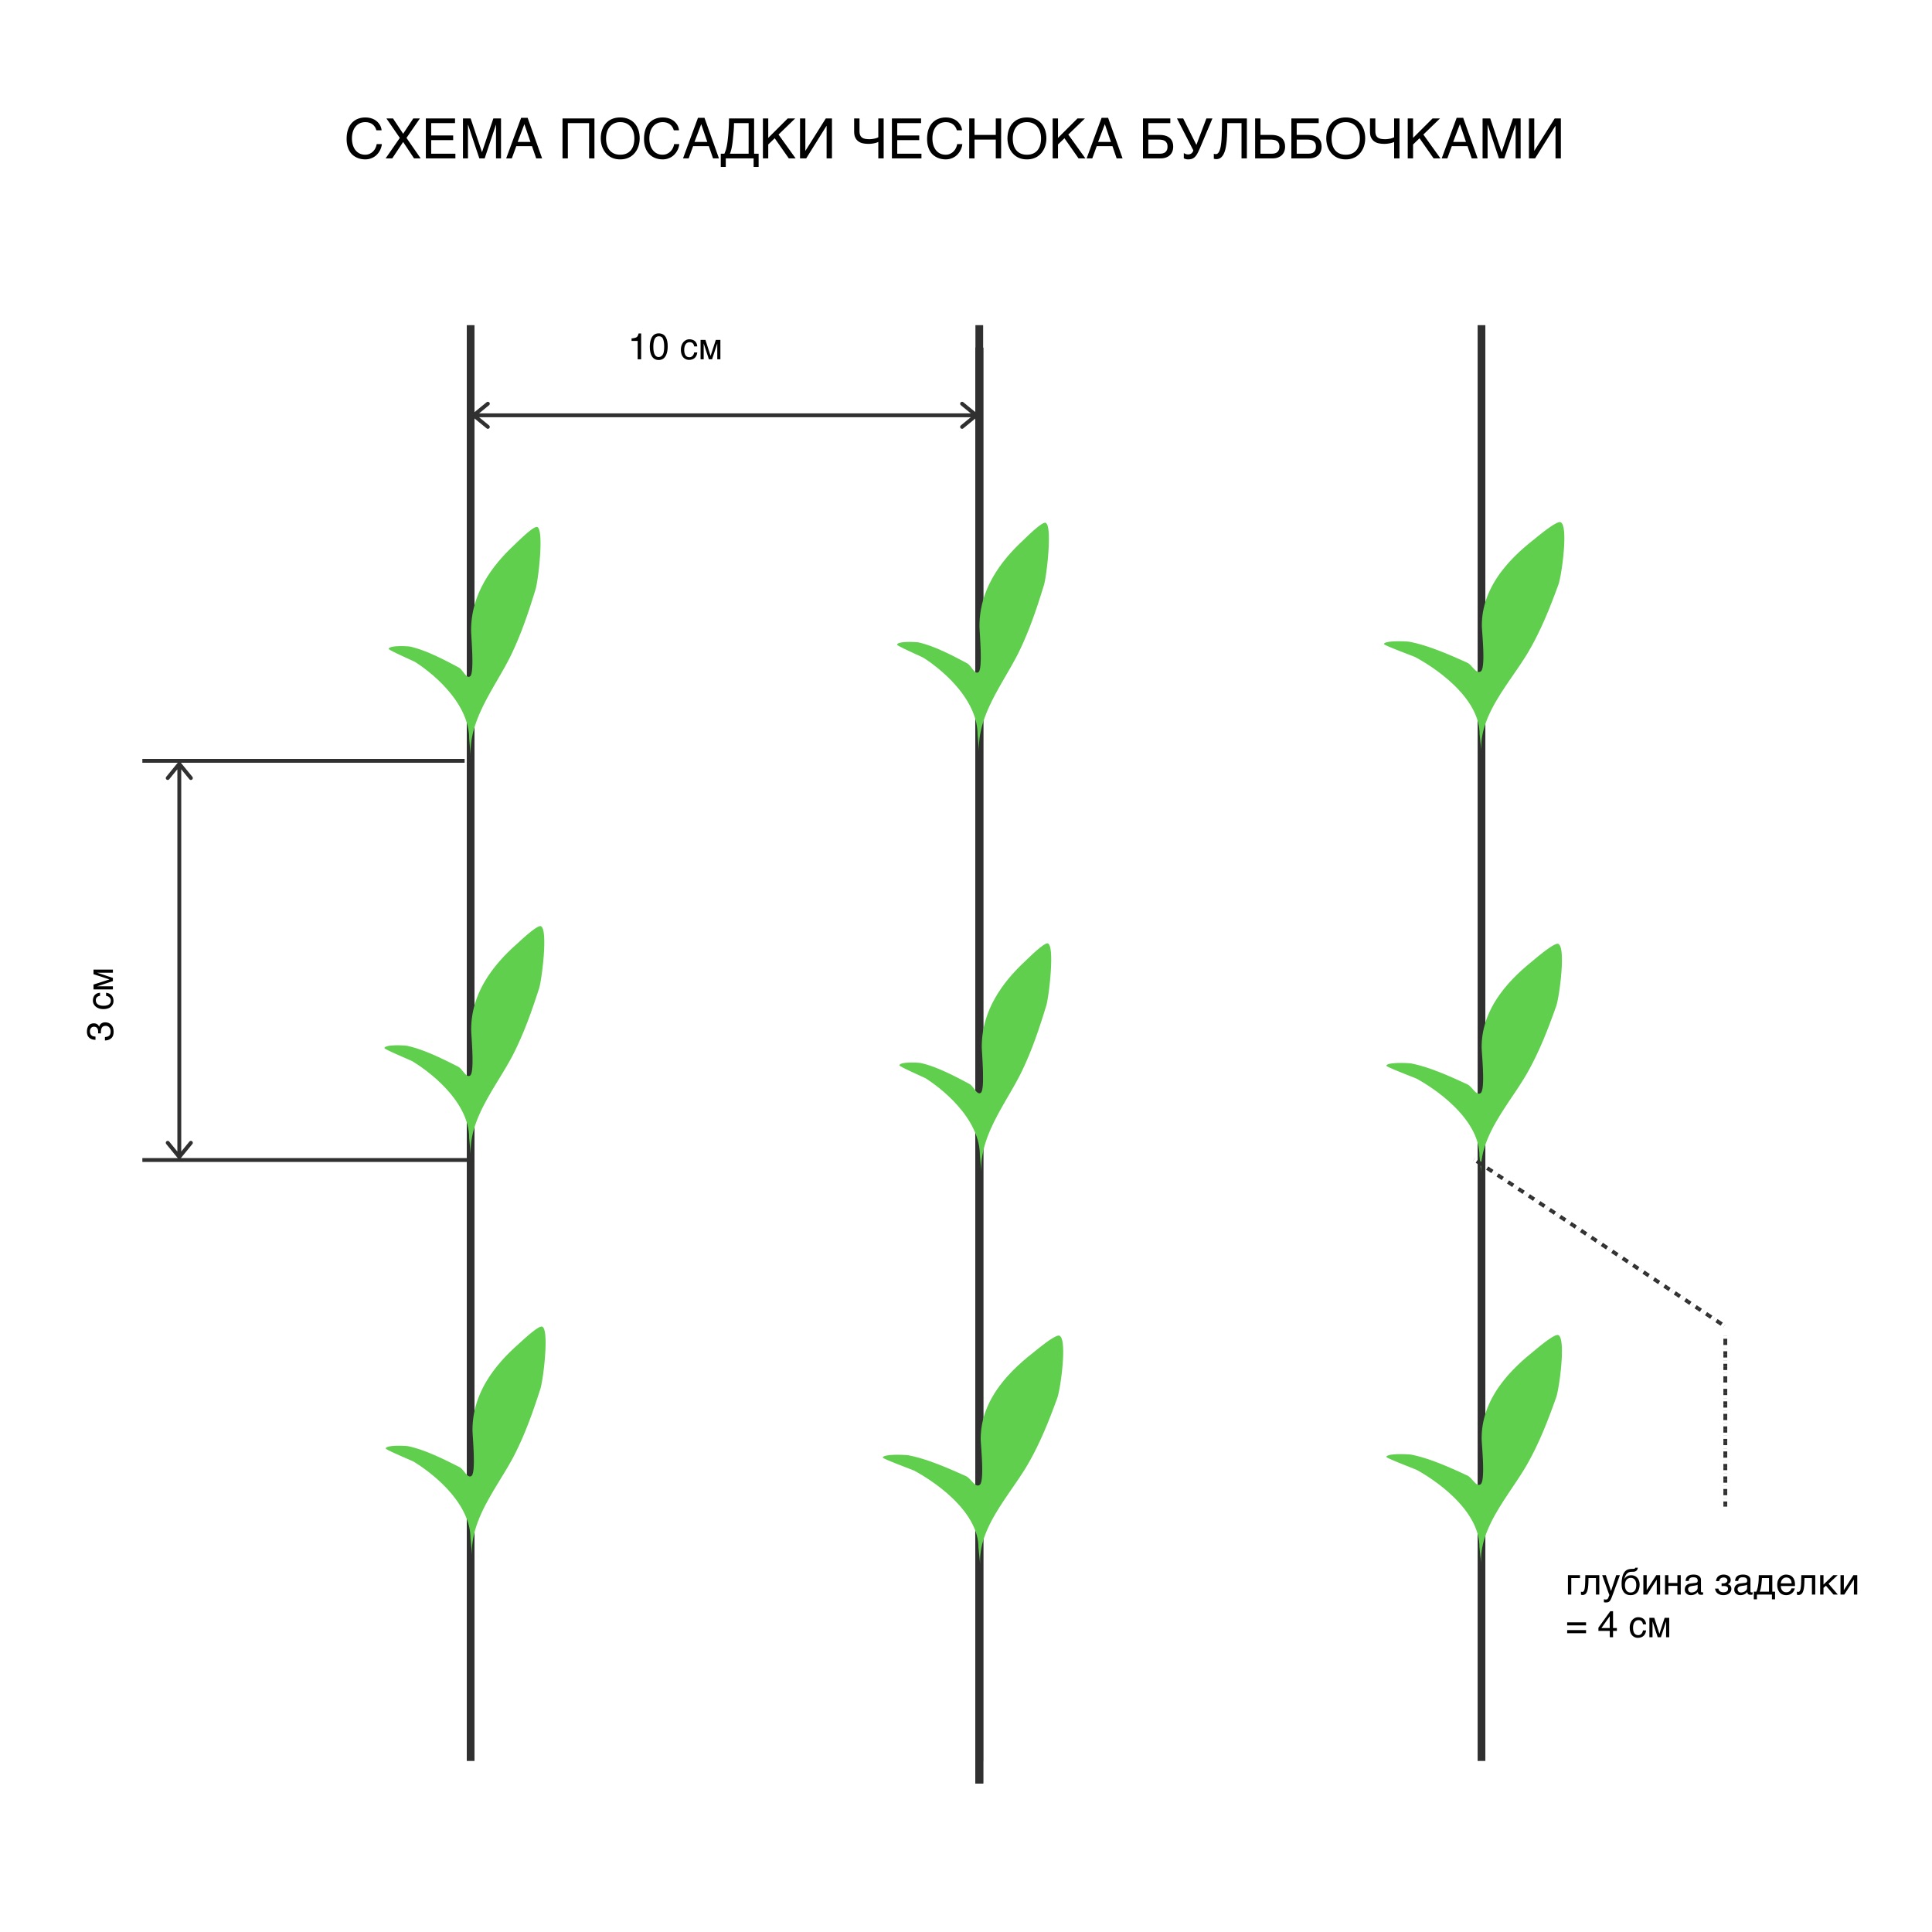 СХЕМА ПОСАДКИ ЧЕСНОКА БУЛЬБОЧКАМИ
10 см
3 см
глубина заделки
= 4 см